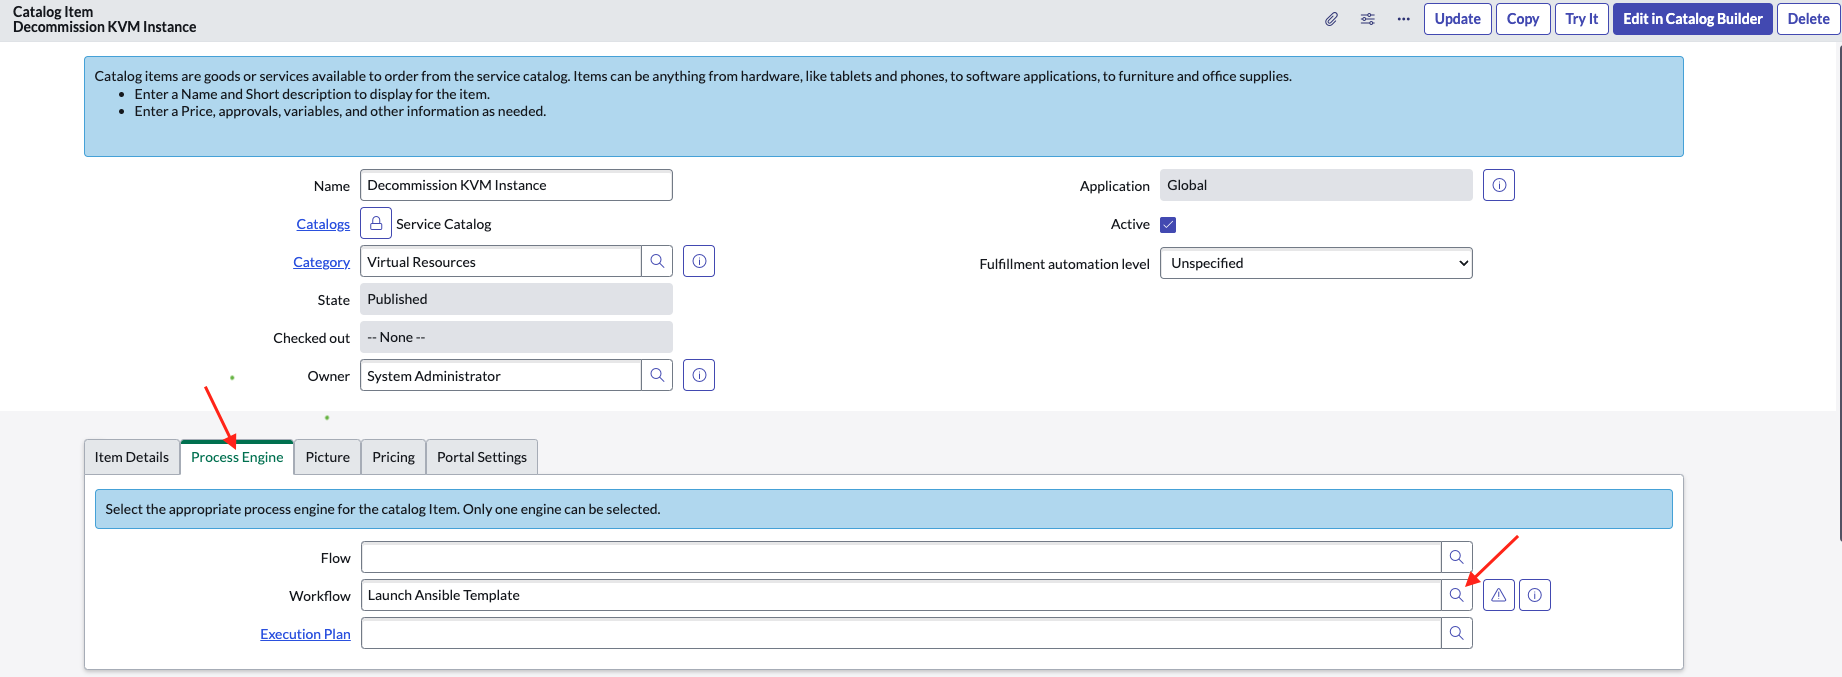 Catalog Item
Decommission KVM Instance
Update
Copy
Try It
Edit in Catalog Builder
Delete
Catalog items are goods or services available to order from the service catalog. Items can be anything from hardware, like tablets and phones, to software applications, to furniture and office supplies.
• Enter a Name and Short description to display for the item.
• Enter a Price, approvals, variables, and other information as needed.
Name Decommission KVM Instance
Application Global
Catalogs Service Catalog
Active
Category Virtual Resources
Fulfillment automation level Unspecified
State Published
Checked out -- None --
Owner System Administrator
Item Details
Process Engine
Picture
Pricing
Portal Settings
Select the appropriate process engine for the catalog Item. Only one engine can be selected.
Flow
Workflow Launch Ansible Template
Execution Plan